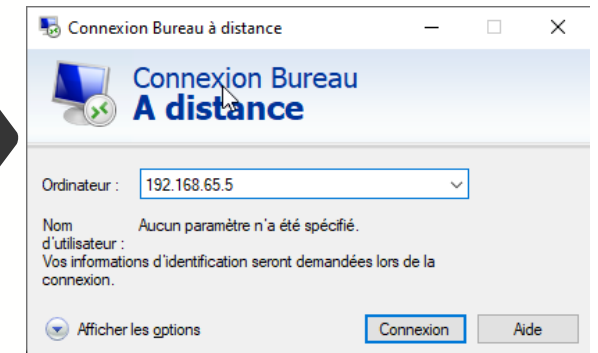 Connexion Bureau à distance
Connexion Bureau
A distance
Ordinateur :
192.168.65.5
Nom
d'utilisateur :
Aucun paramètre n'a été spécifié.
Vos informations d'identification seront demandées lors de la
connexion.
Afficher les options
Connexion
Aide